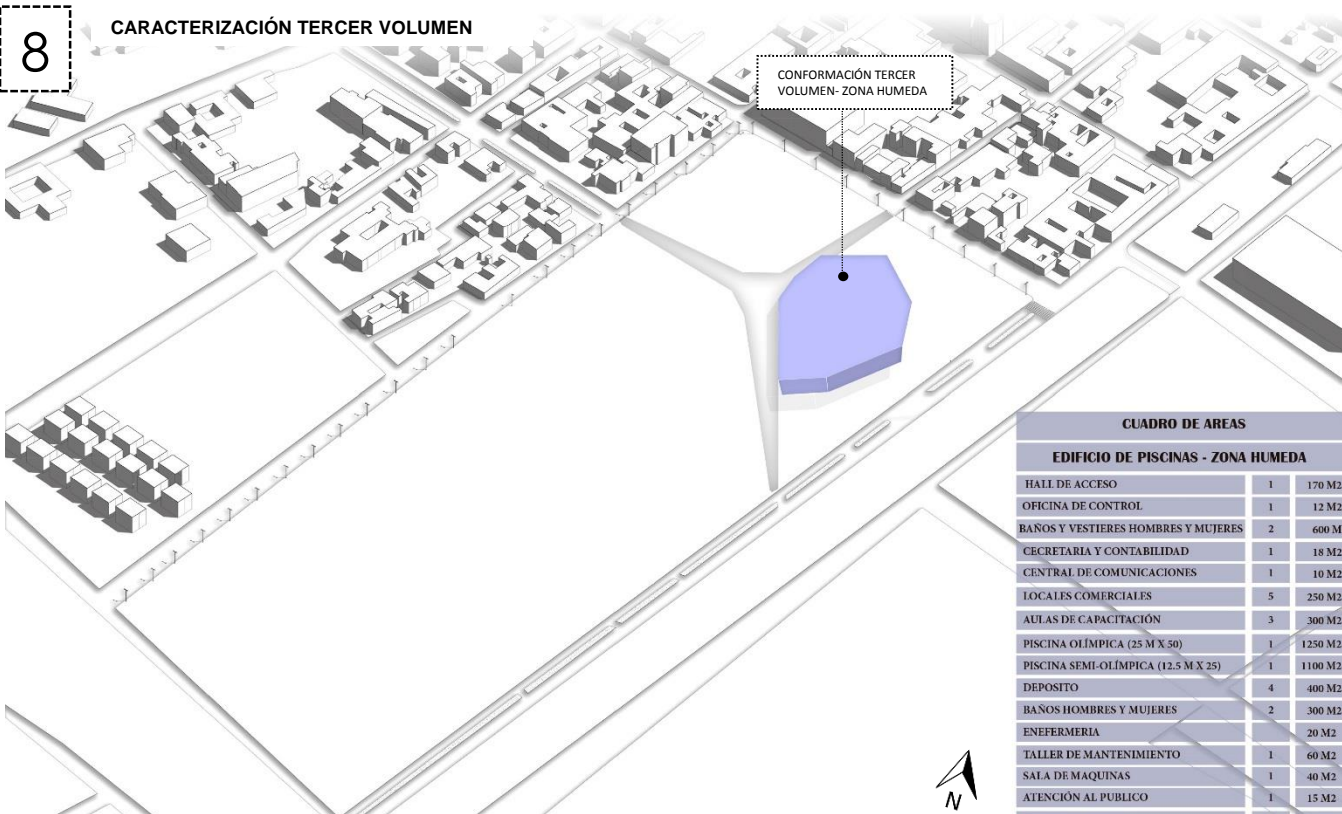 8
CARACTERIZACIÓN TERCER VOLUMEN
CONFORMACIÓN TERCER
VOLUMEN- ZONA HUMEDA
CUADRO DE AREAS
EDIFICIO DE PISCINAS - ZONA HUMEDA
HALL DE ACCESO 1 170 M2
OFICINA DE CONTROL 1 12 M2
BAÑOS Y VESTIERES HOMBRES Y MUJERES 2 600 M
CECRETARIA Y CONTABILIDAD 1 18 M2
CENTRAL DE COMUNICACIONES 1 10 M2
LOCALES COMERCIALES 5 250 M2
AULAS DE CAPACITACIÓN 3 300 M2
PISCINA OLÍMPICA (25 M X 50) 1 1250 M2
PISCINA SEMI-OLÍMPICA (12.5 M X 25) 1 1100 M2
DEPOSITO 4 400 M2
BAÑOS HOMBRES Y MUJERES 2 300 M2
ENEFERMERIA 20 M2
TALLER DE MANTENIMIENTO 1 60 M2
SALA DE MAQUINAS 1 40 M2
ATENCIÓN AL PUBLICO 1 15 M2
N